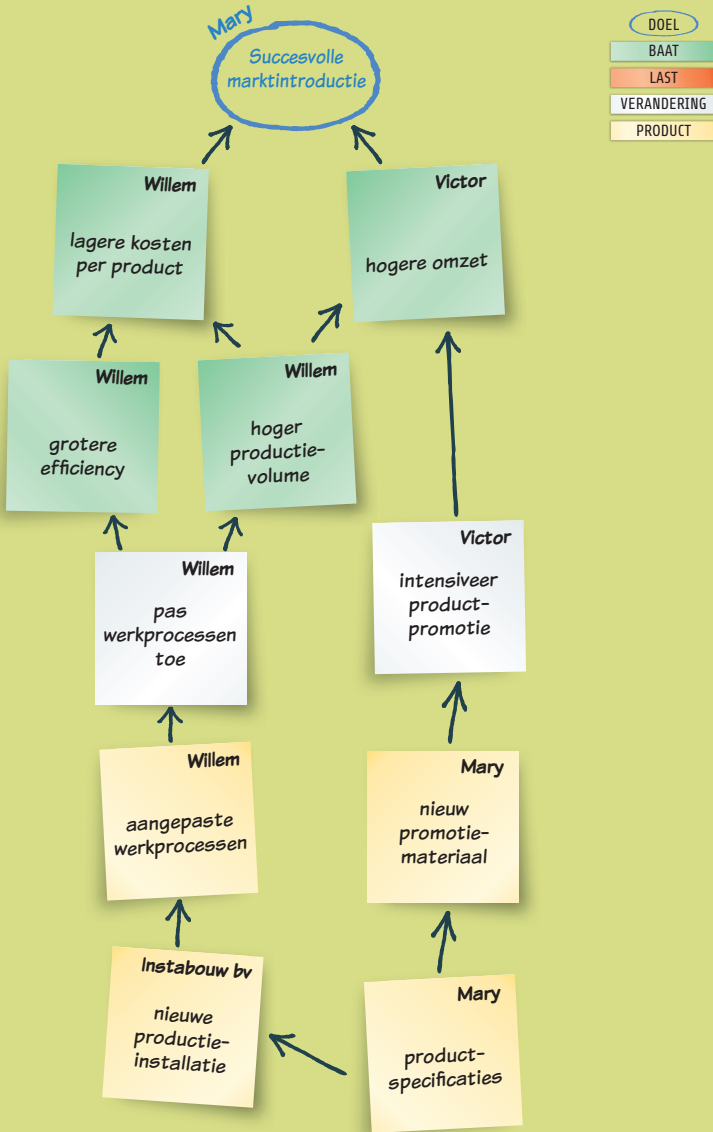 Mary
Succesvolle
marktintroductie
DOEL
BAAT
LAST
VERANDERING
PRODUCT
Willem
lagere kosten
per product
Victor
hogere omzet
Willem
grotere
efficiency
Willem
hoger
productie-
volume
Willem
pas
werkprocessen
toe
Victor
intensiveer
product-
promotie
Willem
aangepaste
werkprocessen
Mary
nieuw
promotie-
materiaal
Instabouw bv
nieuwe
productie-
installatie
Mary
product-
specificaties